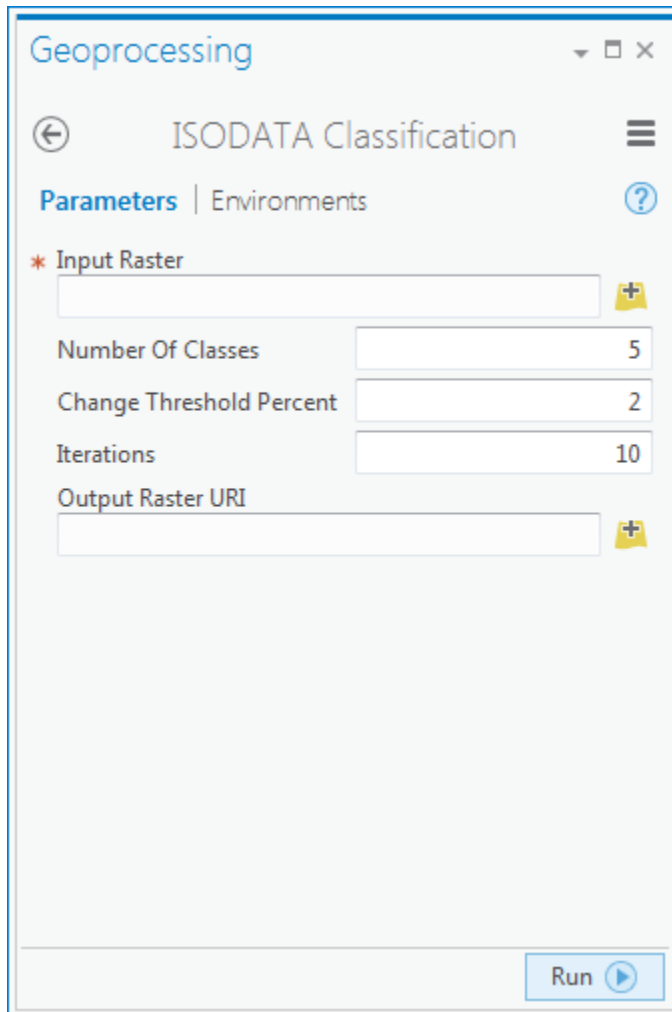 Geoprocessing
ISODATA Classification
Parameters | Environments
* Input Raster
Number Of Classes 5
Change Threshold Percent 2
Iterations 10
Output Raster URI
Run